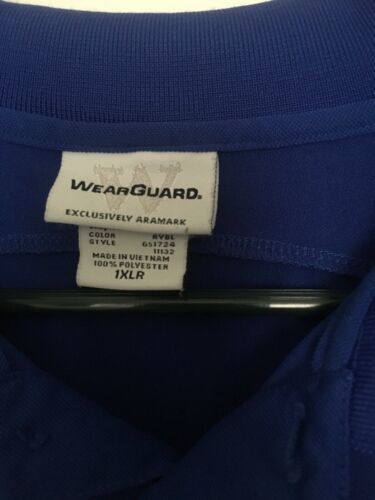 W
WEARGUARD.
EXCLUSIVELY ARAMARK
COLOR RYBL
STYLE 651724
11132
MADE IN VIETNAM
100% POLYESTER
1XLR